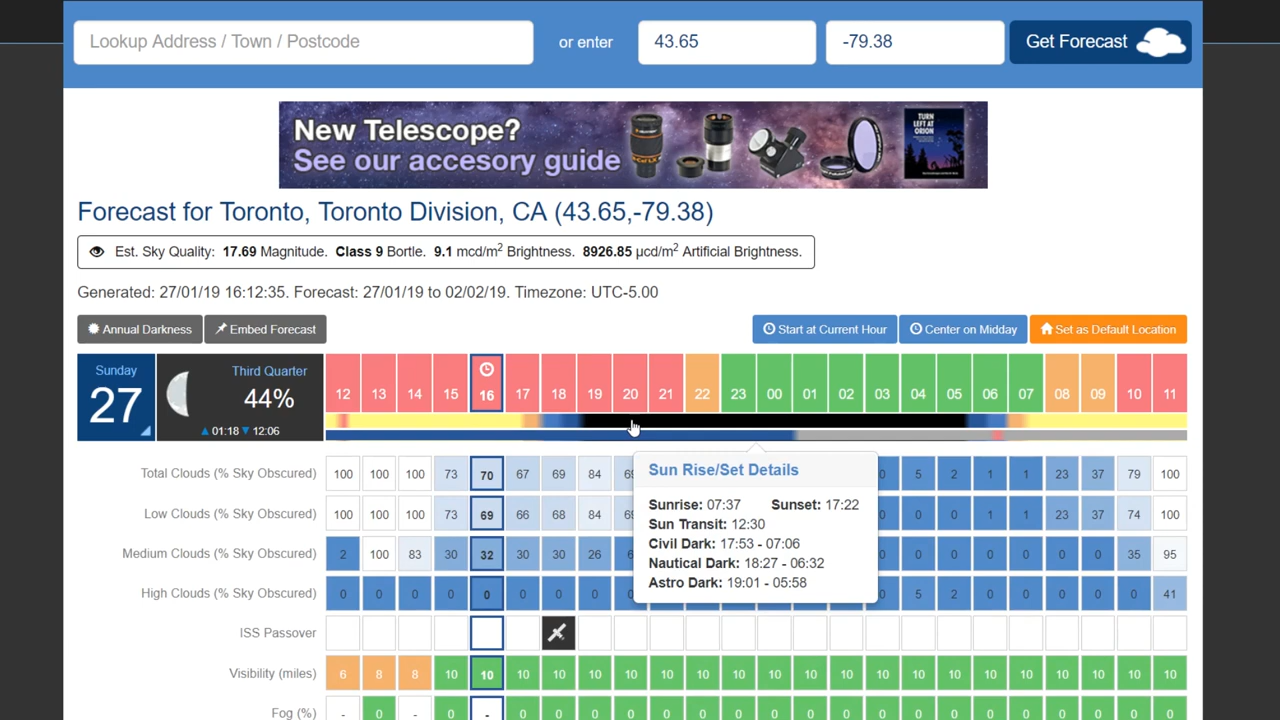 Lookup Address / Town / Postcode or enter 43.65 -79.38 Get Forecast
New Telescope?
See our accesory guide
TURN
LEFT AT
ORION
Forecast for Toronto, Toronto Division, CA (43.65,-79.38)
Est. Sky Quality: 17.69 Magnitude. Class 9 Bortle. 9.1 mcd/m² Brightness. 8926.85 μcd/m² Artificial Brightness.
Generated: 27/01/19 16:12:35. Forecast: 27/01/19 to 02/02/19. Timezone: UTC-5.00
Annual Darkness Embed Forecast Start at Current Hour Center on Midday Set as Default Location
Sunday
27
Third Quarter
44%
01:18 12:06
12 13 14 15 16 17 18 19 20 21 22 23 00 01 02 03 04 05 06 07 08 09 10 11
Total Clouds (% Sky Obscured) 100 100 100 73 70 67 69 84 0 5 2 1 1 23 37 79 100
Low Clouds (% Sky Obscured) 100 100 100 73 69 66 68 84 0 0 0 1 1 23 37 74 100
Medium Clouds (% Sky Obscured) 2 100 83 30 32 30 30 26 0 0 0 0 0 0 0 35 95
High Clouds (% Sky Obscured) 0 0 0 0 0 0 0 0 0 5 2 0 0 0 0 0 41
Sun Rise/Set Details
Sunrise: 07:37 Sunset: 17:22
Sun Transit: 12:30
Civil Dark: 17:53 - 07:06
Nautical Dark: 18:27 - 06:32
Astro Dark: 19:01 - 05:58
ISS Passover
Visibility (miles) 6 8 8 10 10 10 10 10 10 10 10 10 10 10 10 10 10 10 10 10 10 10 10 10
Fog (%) - 0 - 0 - 0 0 0 0 0 0 0 0 0 0 0 0 0 0 0 0 0 0 0